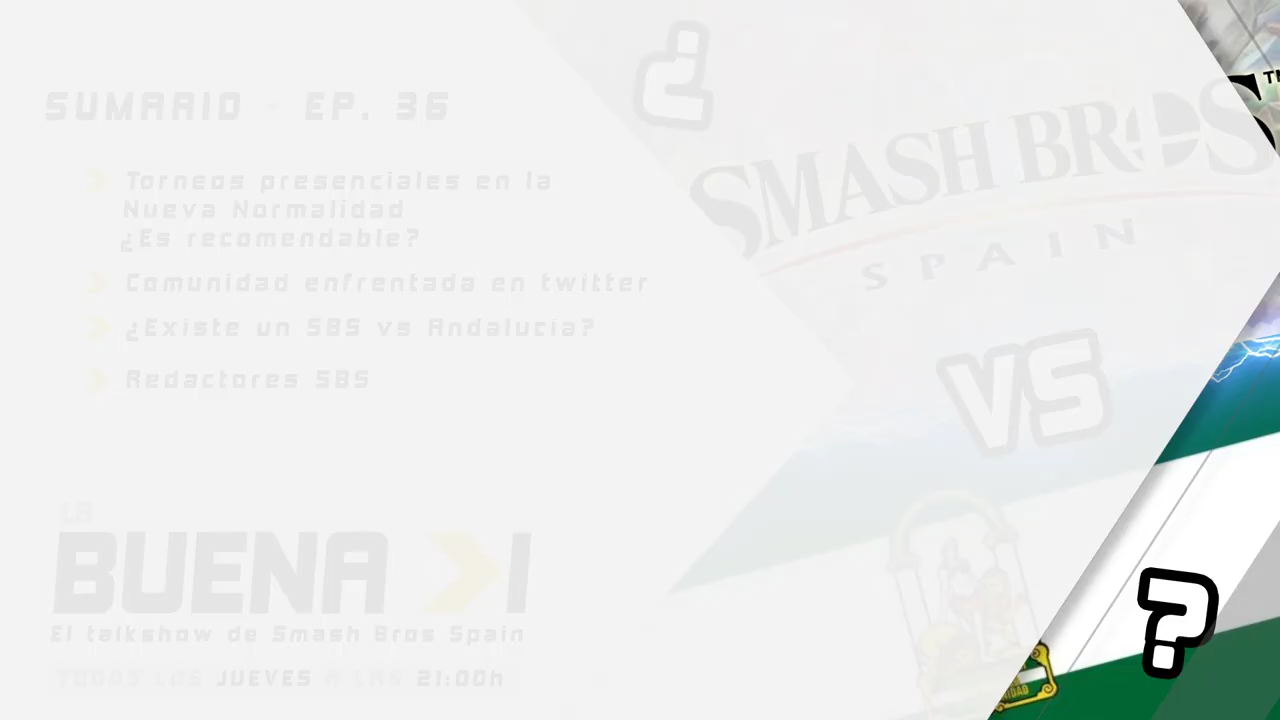 SUMARIO - EP. 36
Torneos presenciales en la
Nueva Normalidad
¿Es recomendable?
Comunidad enfrentada en twitter
¿Existe un SBS vs Andalucía?
Redactores SBS
LA
BUENA > I
El talkshow de Smash Bros Spain
TODOS LOS JUEVES A LAS 21:00h
¿
SMASH BROS
SPAIN
VS
?
TM